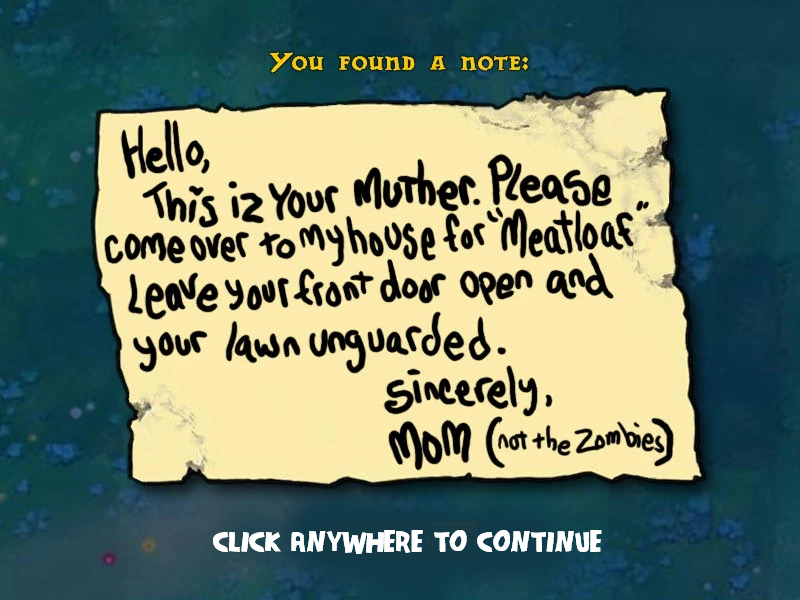 You found a note:
Hello,
This iz Your Muther. Please
come over to my house for "Meatloaf"
Leave your front door open and
your lawn unguarded.
Sincerely,
MOM (not the Zombies)
CLICK ANYWHERE TO CONTINUE